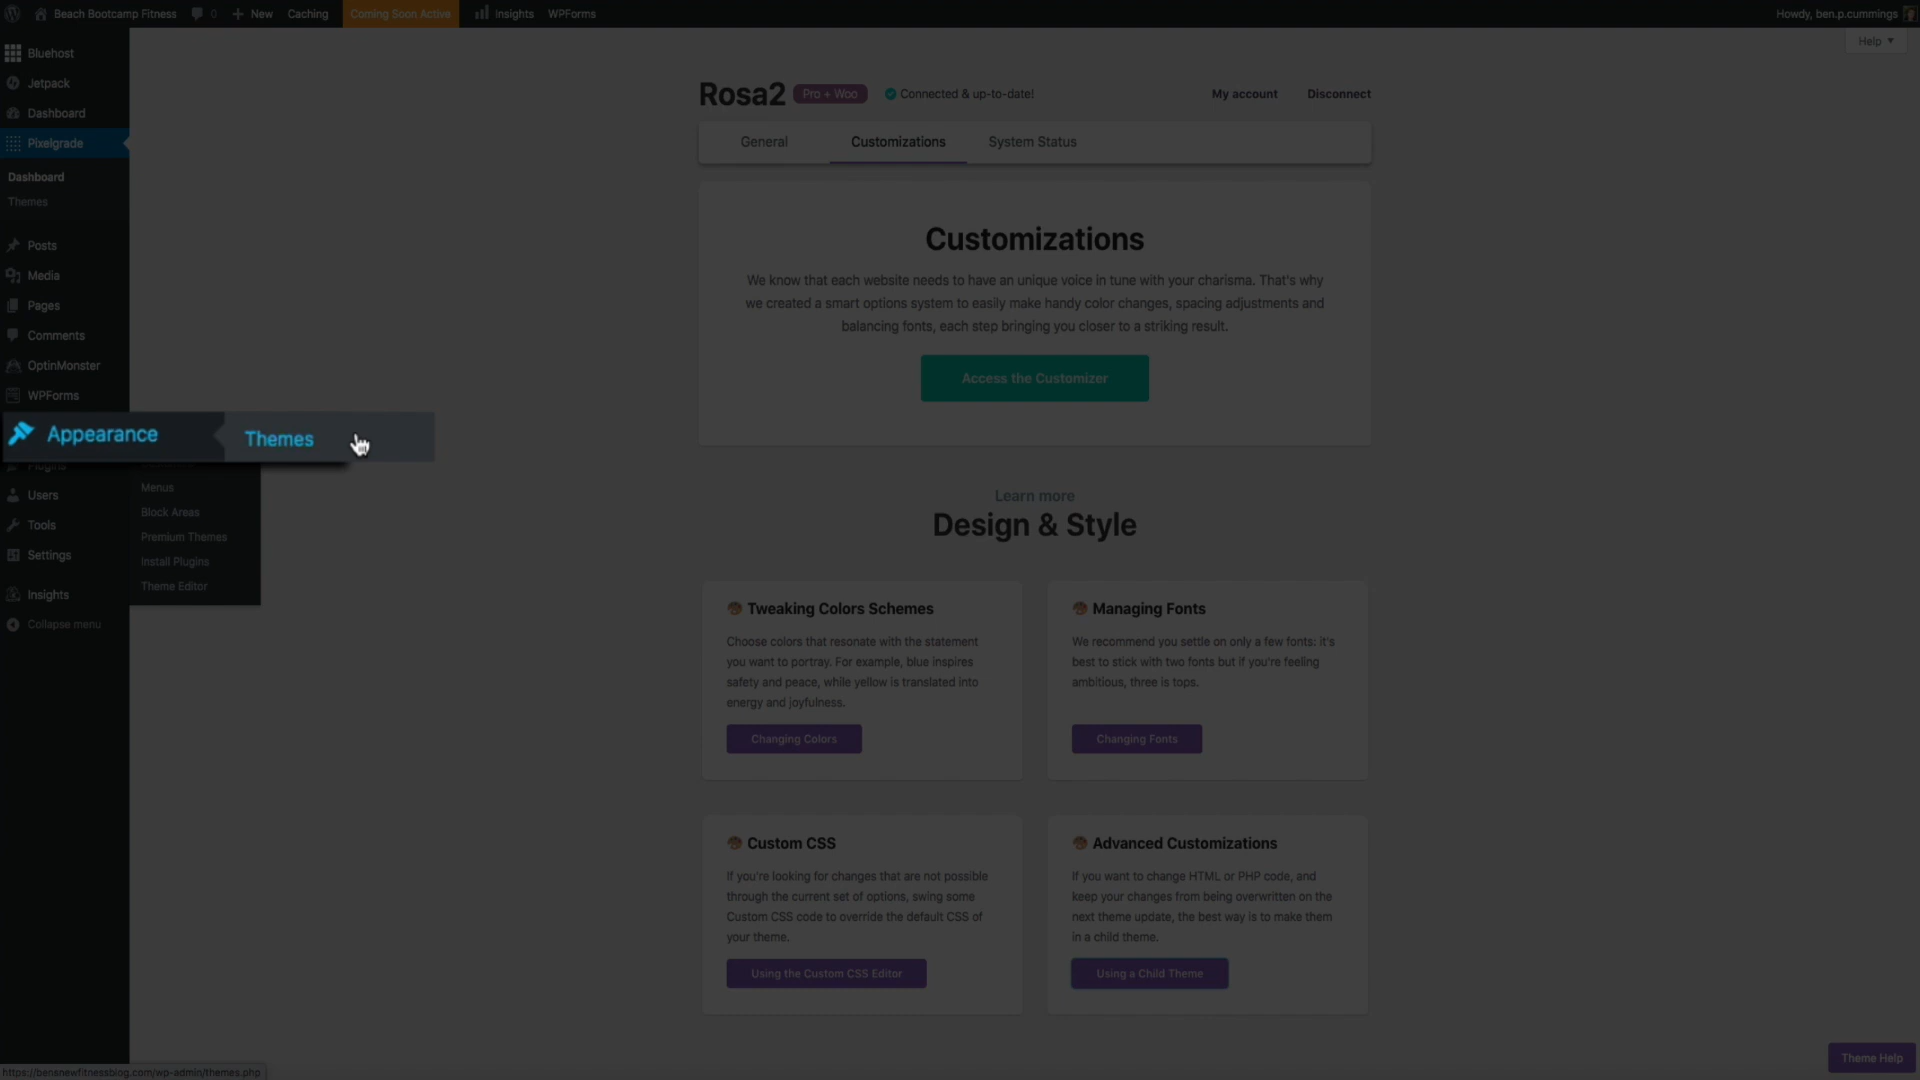 Beach Bootcamp Fitness 0 New Caching Coming Soon Active Insights WPForms Howdy, ben.p.cummings
Help
Bluehost
Jetpack
Dashboard
Pixelgrade
Dashboard
Themes
Posts
Media
Pages
Comments
OptinMonster
WPForms
Appearance Themes
Plugins
Menus
Users
Block Areas
Tools
Premium Themes
Settings
Install Plugins
Theme Editor
Insights
Collapse menu
Rosa2 Pro + Woo Connected & up-to-date! My account Disconnect
General Customizations System Status
Customizations
We know that each website needs to have an unique voice in tune with your charisma. That's why
we created a smart options system to easily make handy color changes, spacing adjustments and
balancing fonts, each step bringing you closer to a striking result.
Access the Customizer
Learn more
Design & Style
Tweaking Colors Schemes
Choose colors that resonate with the statement
you want to portray. For example, blue inspires
safety and peace, while yellow is translated into
energy and joyfulness.
Changing Colors
Managing Fonts
We recommend you settle on only a few fonts: it's
best to stick with two fonts but if you're feeling
ambitious, three is tops.
Changing Fonts
Custom CSS
If you're looking for changes that are not possible
through the current set of options, swing some
Custom CSS code to override the default CSS of
your theme.
Using the Custom CSS Editor
Advanced Customizations
If you want to change HTML or PHP code, and
keep your changes from being overwritten on the
next theme update, the best way is to make them
in a child theme.
Using a Child Theme
Theme Help
https://bensnewfitnessblog.com/wp-admin/themes.php